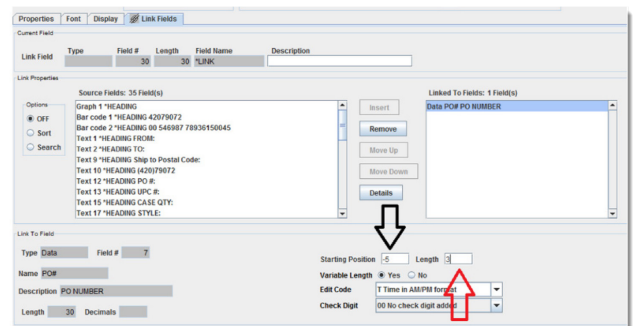 Properties Font Display Link Fields
Current Field
Type Field # Length Field Name Description
Link Field 30 30 *LINK
Link Properties
Source Fields: 35 Field(s) Linked To Fields: 1 Field(s)
Options
OFF
Sort
Search
Graph 1 *HEADING
Bar code 1 *HEADING 42079072
Bar code 2 *HEADING 00 546987 78936150045
Text 1 *HEADING FROM:
Text 2 *HEADING TO:
Text 9 *HEADING Ship to Postal Code:
Text 10 *HEADING (420)79072
Text 12 *HEADING PO #:
Text 13 *HEADING UPC #:
Text 15 *HEADING CASE QTY:
Text 17 *HEADING STYLE:
Insert
Remove
Move Up
Move Down
Details
Data PO# PO NUMBER
Link To Field
Type Data Field # 7
Name PO#
Description PO NUMBER
Length 30 Decimals
Starting Position -5 Length 3
Variable Length Yes No
Edit Code T Time in AM/PM format
Check Digit 00 No check digit added